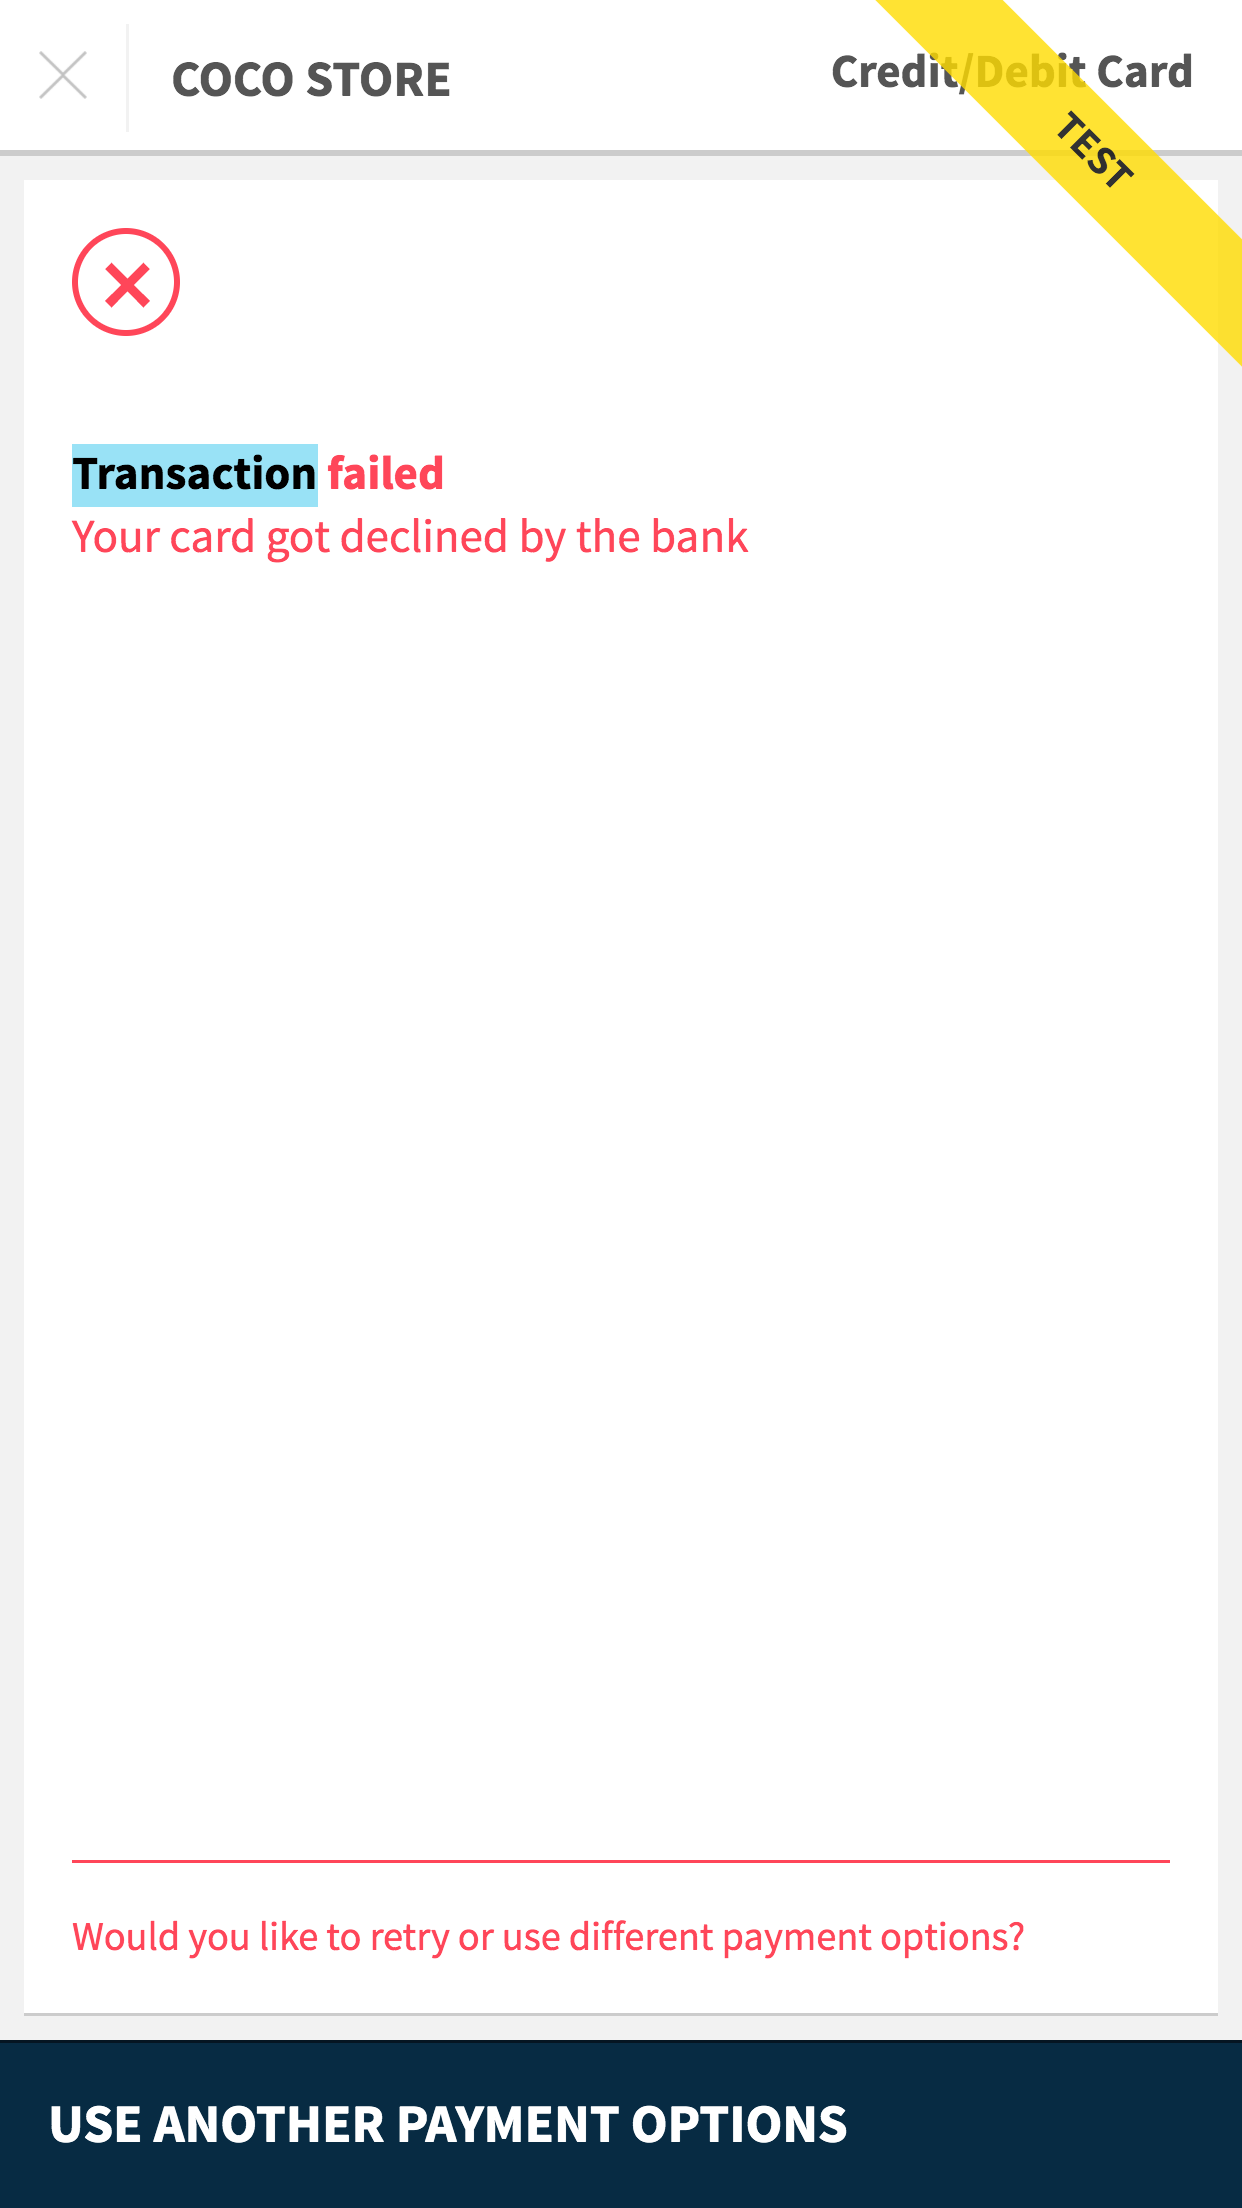 COCO STORE
Credit/Debit Card
TEST
Transaction failed
Your card got declined by the bank
Would you like to retry or use different payment options?
USE ANOTHER PAYMENT OPTIONS